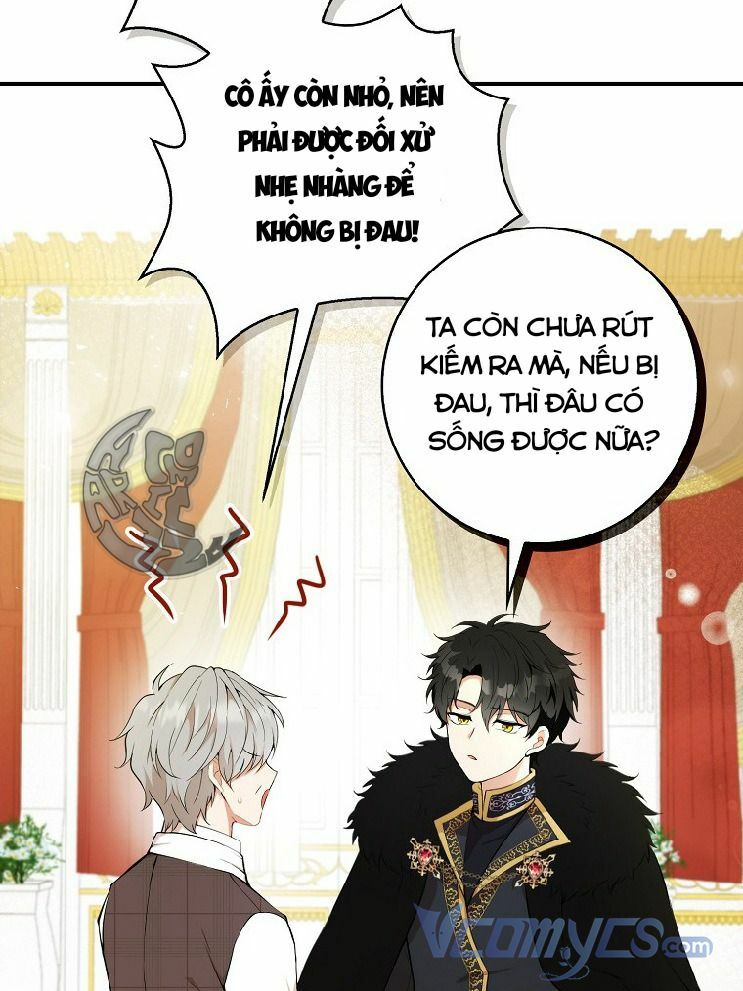 CÔ ẤY CÒN NHỎ, NÊN
PHẢI ĐƯỢC ĐỐI XỬ
NHẸ NHÀNG ĐỂ
KHÔNG BỊ ĐAU!
TA CÒN CHƯA RÚT
KIẾM RA MÀ, NẾU BỊ
ĐAU, THÌ ĐÂU CÓ
SỐNG ĐƯỢC NỮA?
VCOMYCS.COM